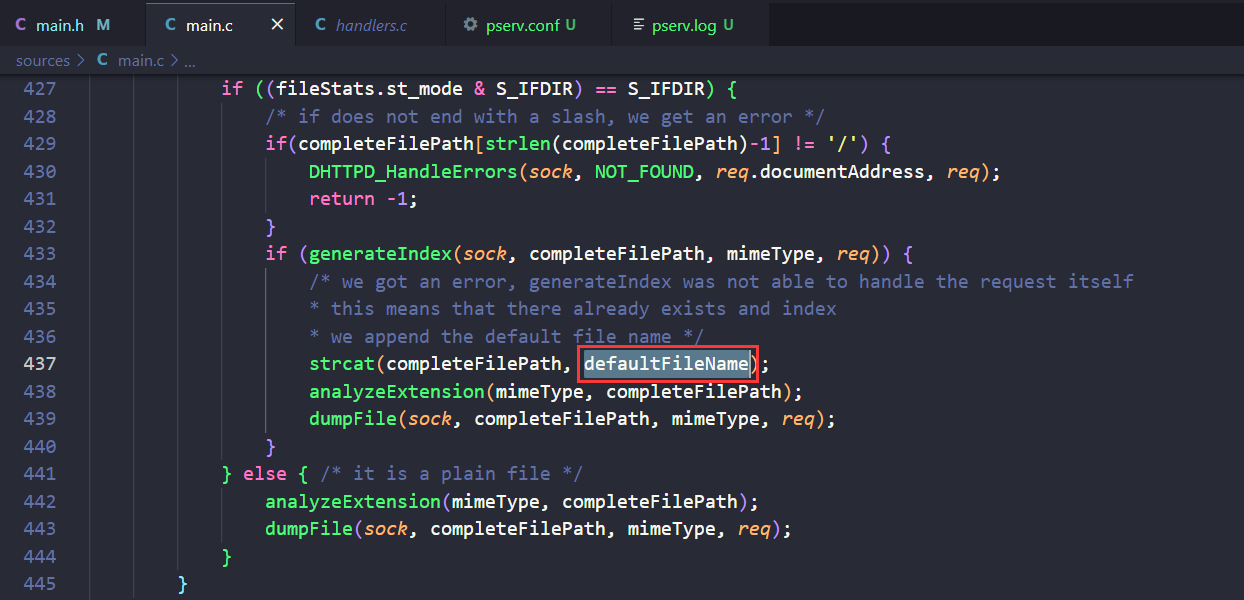 C main.h M C main.c × C handlers.c pserv.conf U pserv.log U
sources > C main.c > ...
427 if ((fileStats.st_mode & S_IFDIR) == S_IFDIR) {
428 /* if does not end with a slash, we get an error */
429 if(completeFilePath[strlen(completeFilePath)-1] != '/') {
430 DHTTPD_HandleErrors(sock, NOT_FOUND, req.documentAddress, req);
431 return -1;
432 }
433 if (generateIndex(sock, completeFilePath, mimeType, req)) {
434 /* we got an error, generateIndex was not able to handle the request itself
435 * this means that there already exists and index
436 * we append the default file name */
437 strcat(completeFilePath, defaultFileName);
438 analyzeExtension(mimeType, completeFilePath);
439 dumpFile(sock, completeFilePath, mimeType, req);
440 }
441 } else { /* it is a plain file */
442 analyzeExtension(mimeType, completeFilePath);
443 dumpFile(sock, completeFilePath, mimeType, req);
444 }
445 }